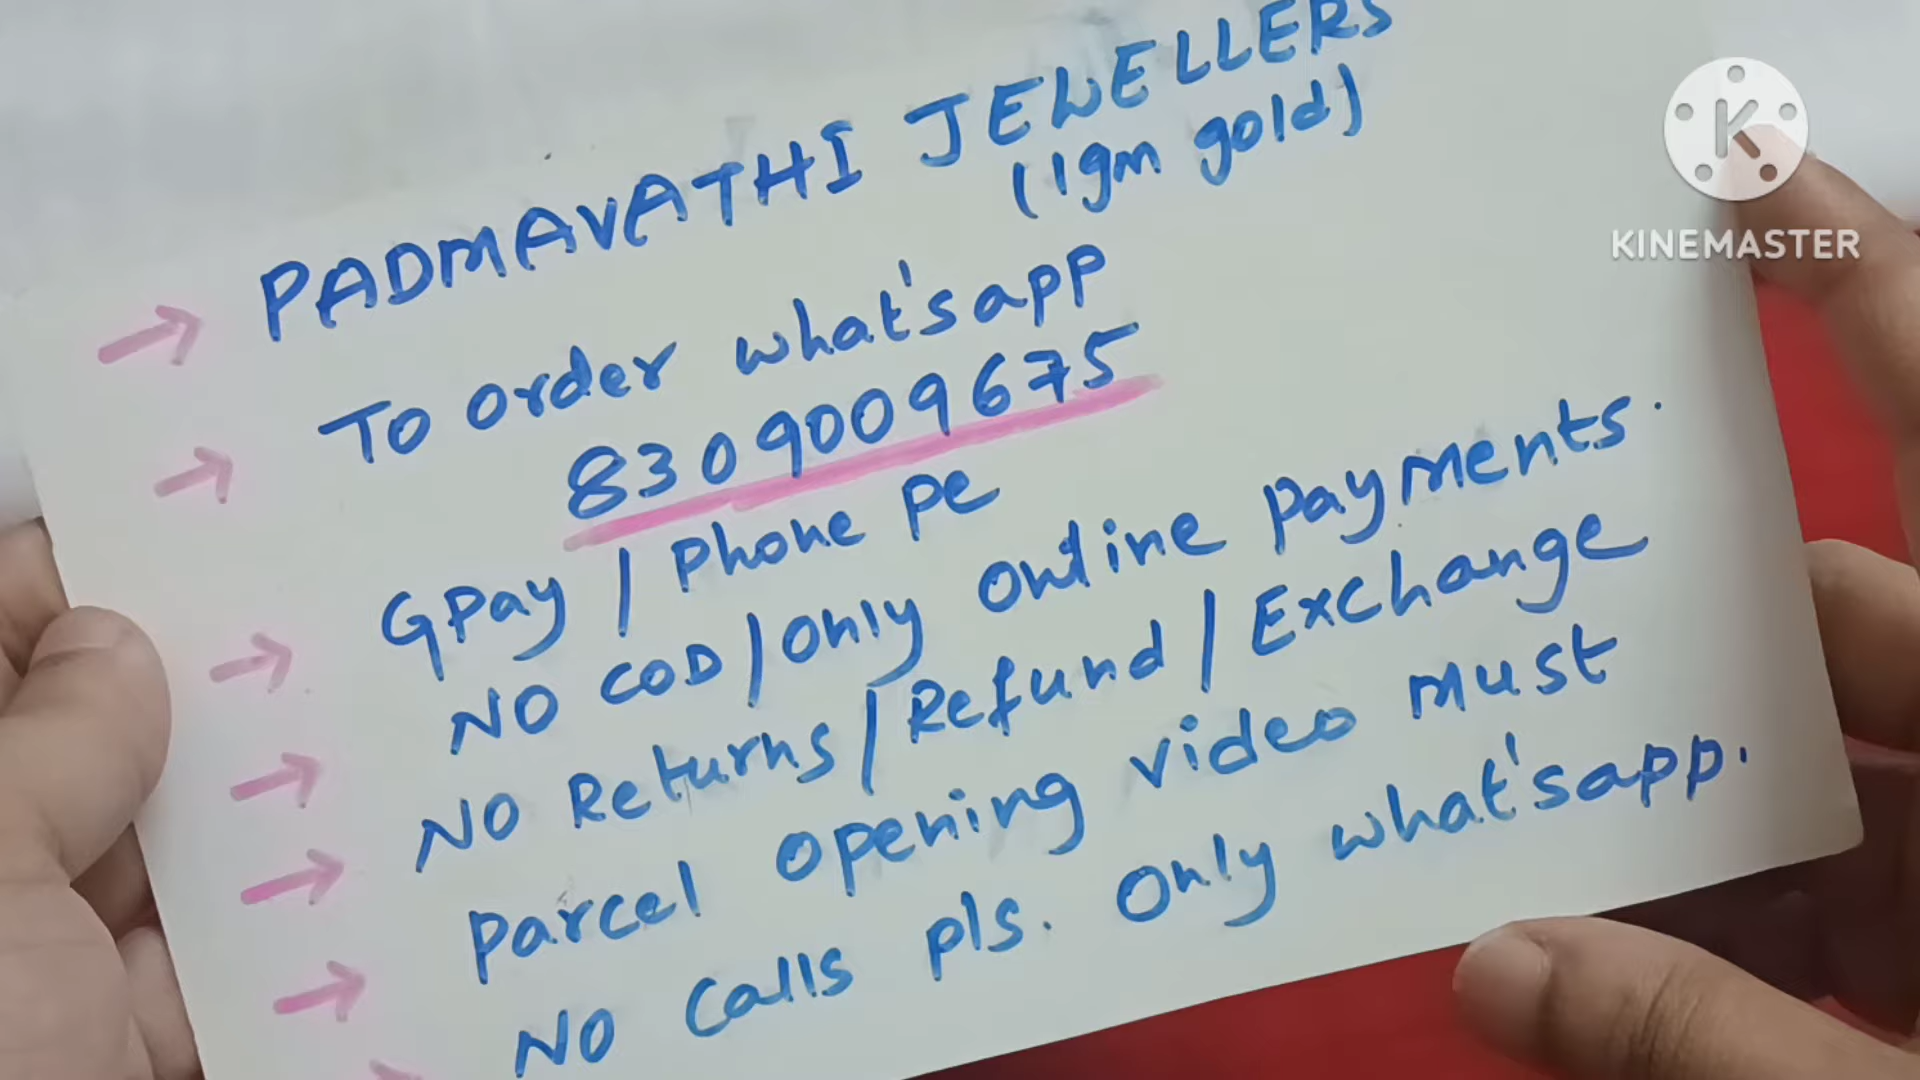 PADMAVATHI JEWELLERS
(1gm gold)
To order what'sapp
8309009675
GPay / Phone Pe
NO COD / Only Online Payments.
NO Returns / Refund / Exchange
Parcel opening video must
NO calls pls. Only what'sapp.
KINEMASTER